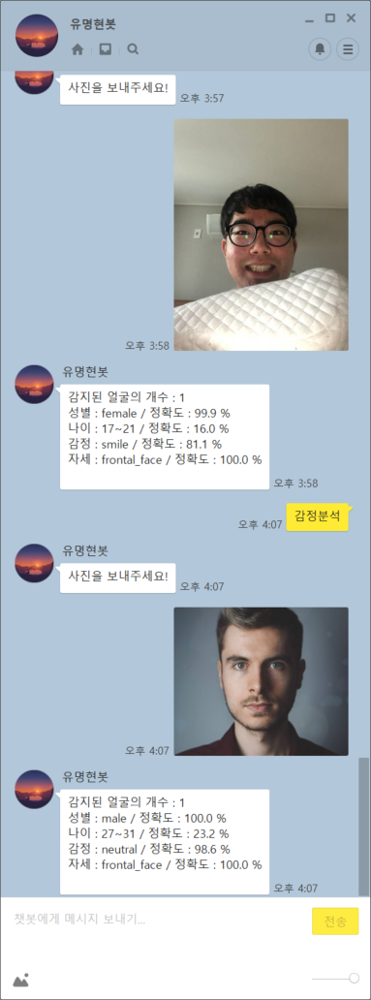 유명현봇
사진을 보내주세요!
오후 3:57
오후 3:58
유명현봇
감지된 얼굴의 개수 : 1
성별 : female / 정확도 : 99.9 %
나이 : 17~21 / 정확도 : 16.0 %
감정 : smile / 정확도 : 81.1 %
자세 : frontal_face / 정확도 : 100.0 %
오후 3:58
오후 4:07
감정분석
유명현봇
사진을 보내주세요!
오후 4:07
오후 4:07
유명현봇
감지된 얼굴의 개수 : 1
성별 : male / 정확도 : 100.0 %
나이 : 27~31 / 정확도 : 23.2 %
감정 : neutral / 정확도 : 98.6 %
자세 : frontal_face / 정확도 : 100.0 %
오후 4:07
챗봇에게 메시지 보내기...
전송